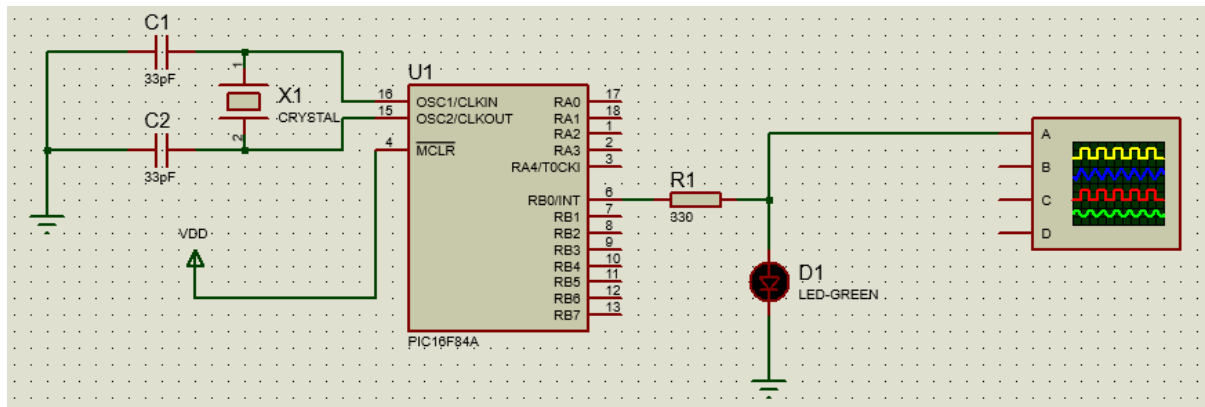 C1
33pF
X1
CRYSTAL
1
2
C2
33pF
VDD
U1
16
OSC1/CLKIN
15
OSC2/CLKOUT
4
MCLR
RA0
17
RA1
18
RA2
1
RA3
2
RA4/T0CKI
3
RB0/INT
6
RB1
7
RB2
8
RB3
9
RB4
10
RB5
11
RB6
12
RB7
13
PIC16F84A
R1
330
D1
LED-GREEN
A
B
C
D